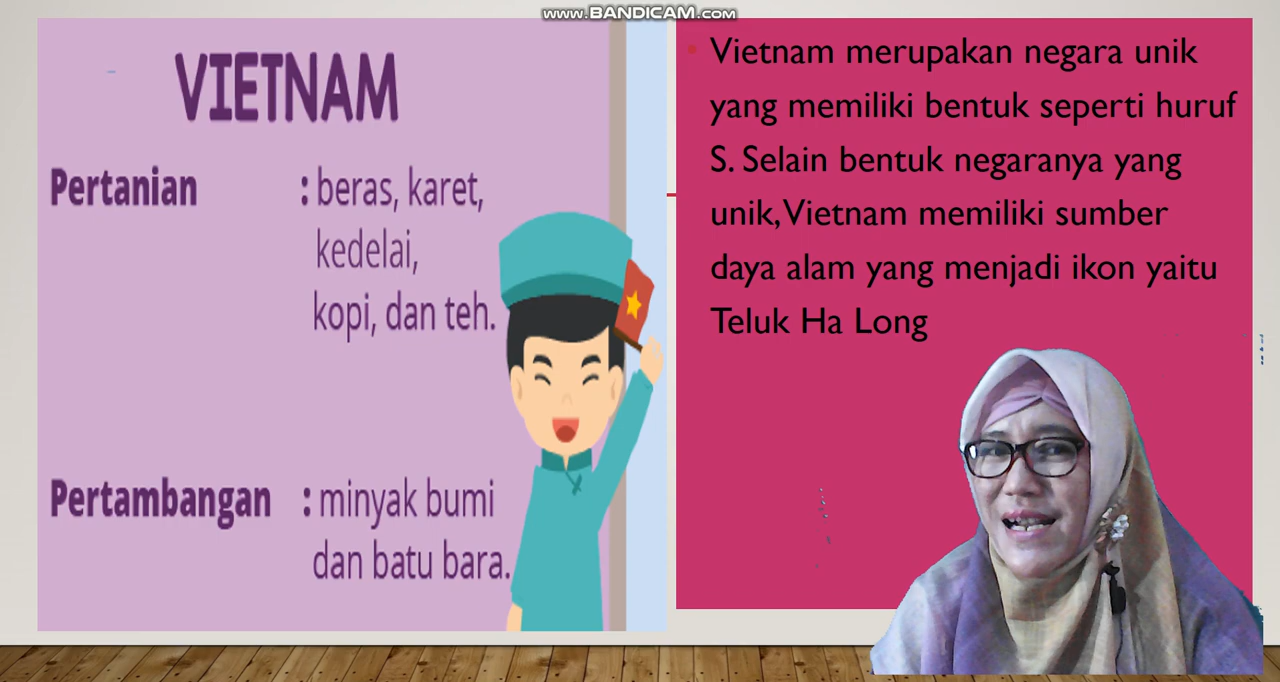 www.BANDICAM.com
VIETNAM
Pertanian : beras, karet,
kedelai,
kopi, dan teh.
Pertambangan : minyak bumi
dan batu bara.
• Vietnam merupakan negara unik
yang memiliki bentuk seperti huruf
S. Selain bentuk negaranya yang
unik, Vietnam memiliki sumber
daya alam yang menjadi ikon yaitu
Teluk Ha Long